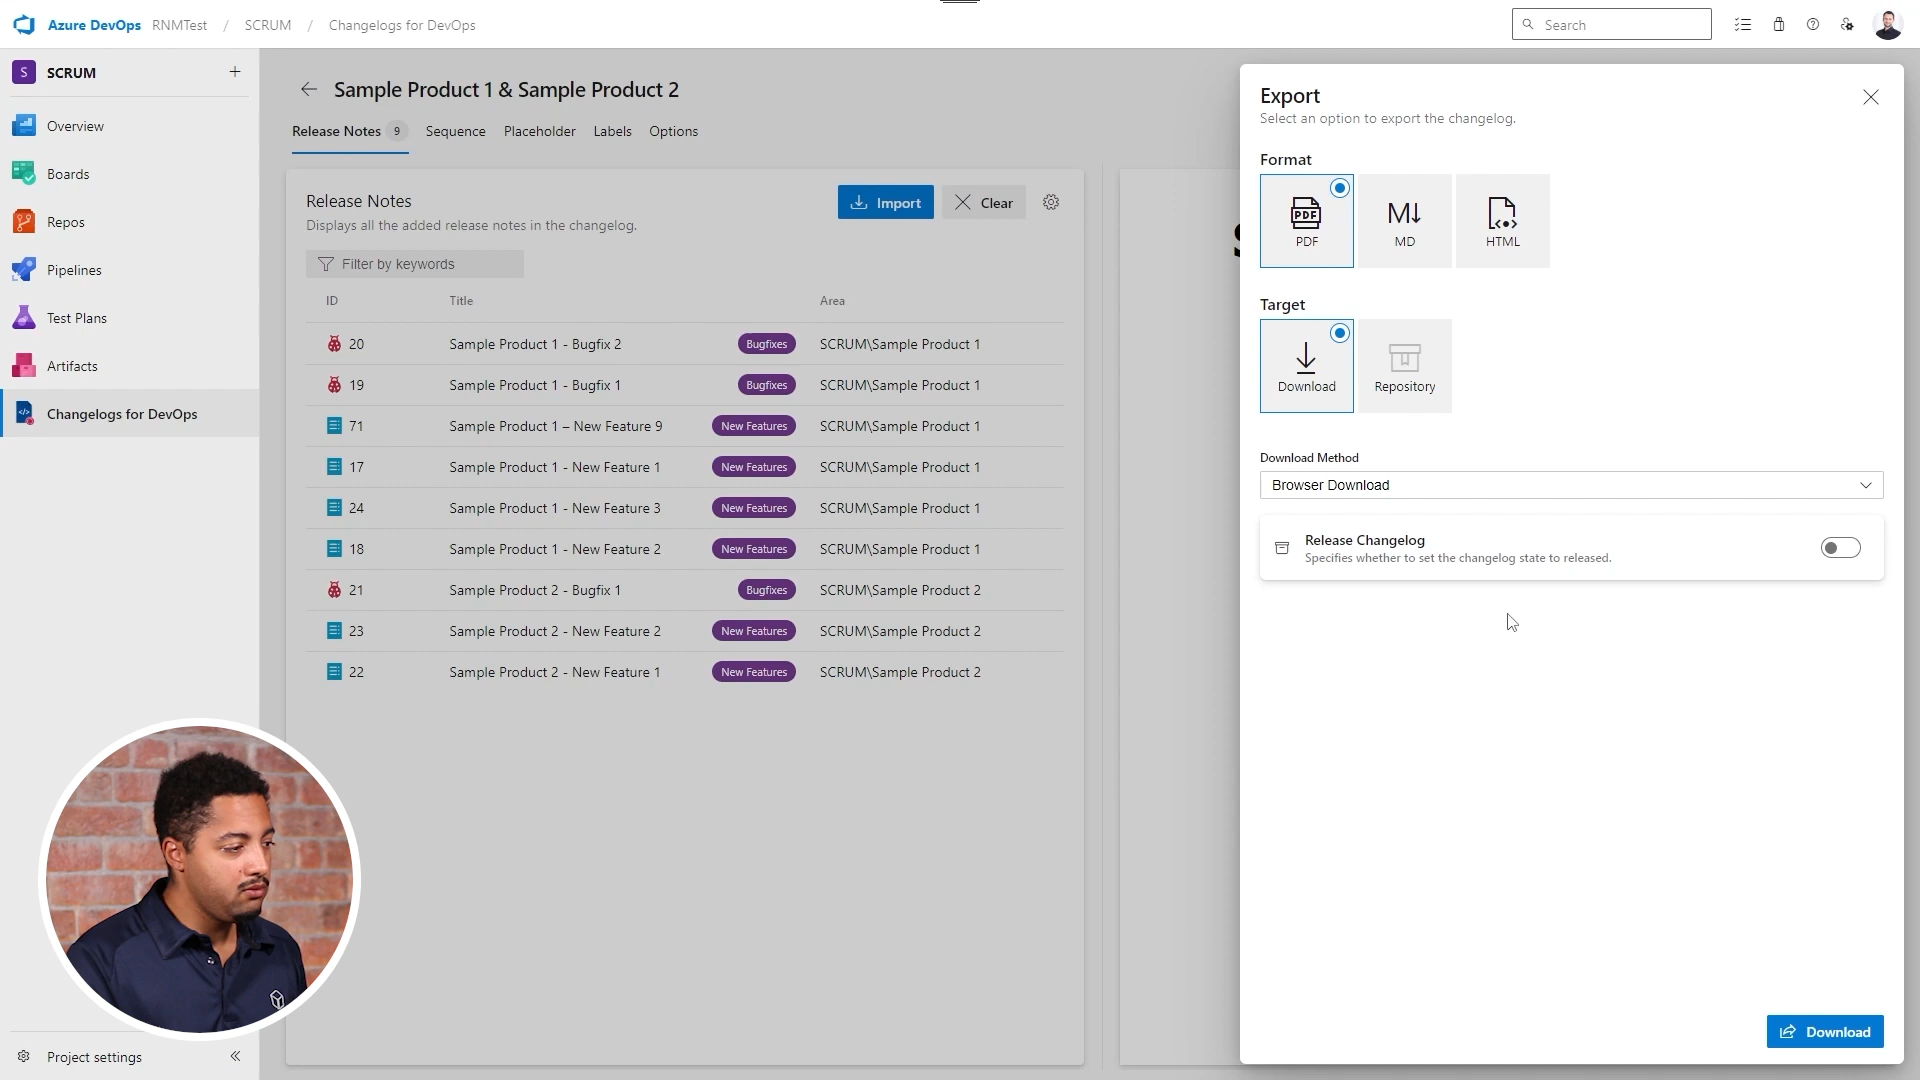 Azure DevOps RNMTest / SCRUM / Changelogs for DevOps
Search
S SCRUM
Overview
Boards
Repos
Pipelines
Test Plans
Artifacts
Changelogs for DevOps
Project settings
Sample Product 1 & Sample Product 2
Release Notes 9 Sequence Placeholder Labels Options
Release Notes
Displays all the added release notes in the changelog.
Import Clear
Filter by keywords
ID Title Area
20 Sample Product 1 - Bugfix 2 Bugfixes SCRUM\Sample Product 1
19 Sample Product 1 - Bugfix 1 Bugfixes SCRUM\Sample Product 1
71 Sample Product 1 – New Feature 9 New Features SCRUM\Sample Product 1
17 Sample Product 1 - New Feature 1 New Features SCRUM\Sample Product 1
24 Sample Product 1 - New Feature 3 New Features SCRUM\Sample Product 1
18 Sample Product 1 - New Feature 2 New Features SCRUM\Sample Product 1
21 Sample Product 2 - Bugfix 1 Bugfixes SCRUM\Sample Product 2
23 Sample Product 2 - New Feature 2 New Features SCRUM\Sample Product 2
22 Sample Product 2 - New Feature 1 New Features SCRUM\Sample Product 2
Export
Select an option to export the changelog.
Format
PDF
PDF
M↓
MD
HTML
Target
Download
Repository
Download Method
Browser Download
Release Changelog
Specifies whether to set the changelog state to released.
Download